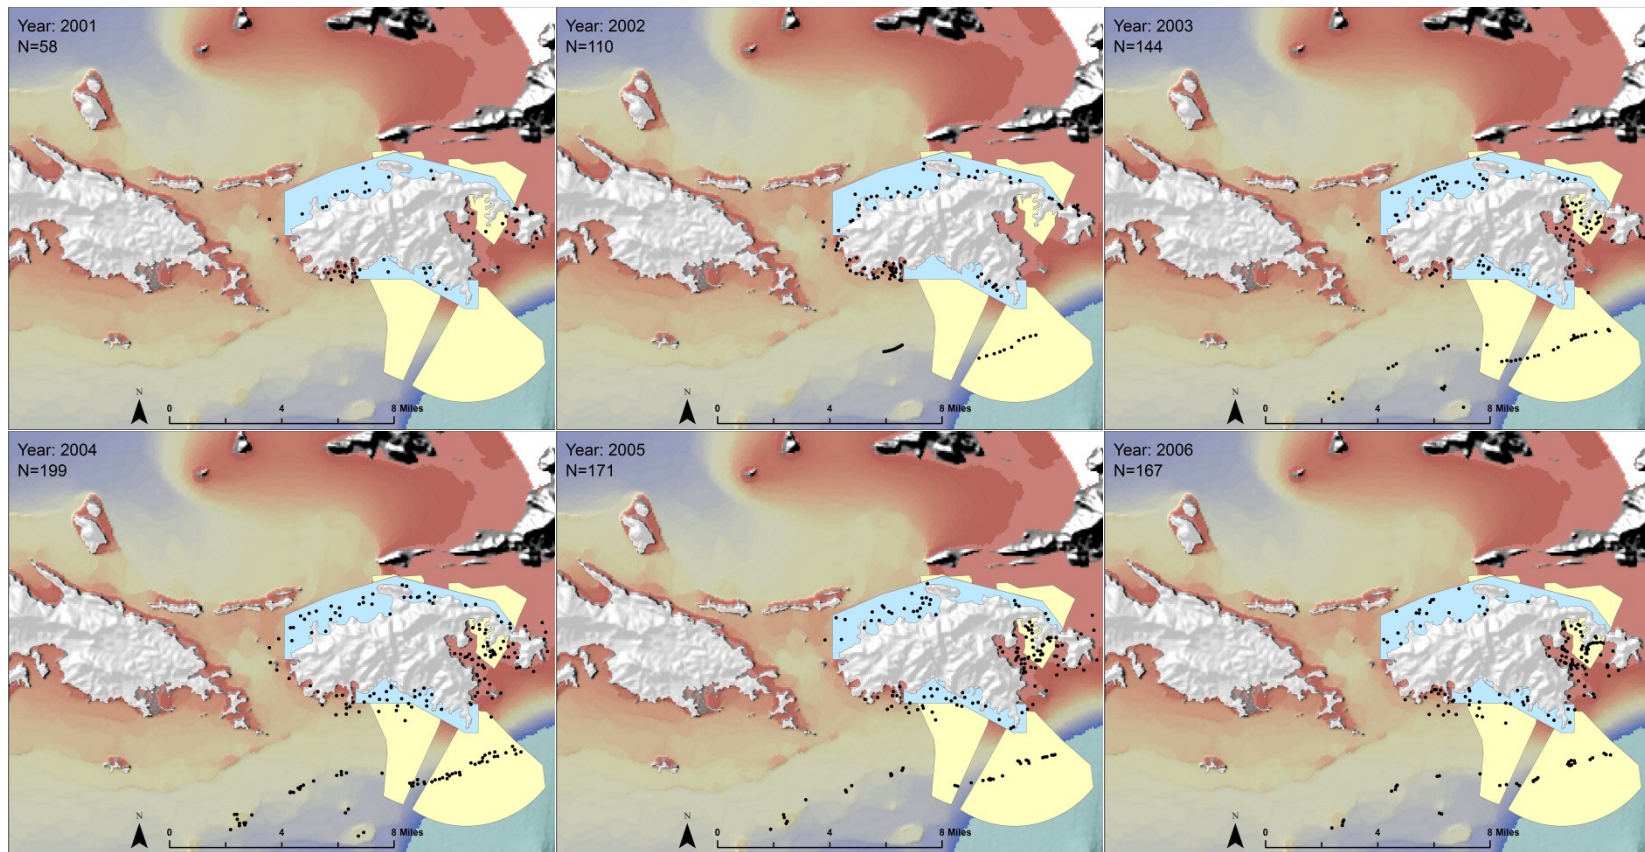 Year: 2001
N=58
N
0 4 8 Miles
Year: 2002
N=110
N
0 4 8 Miles
Year: 2003
N=144
N
0 4 8 Miles
Year: 2004
N=199
N
0 4 8 Miles
Year: 2005
N=171
N
0 4 8 Miles
Year: 2006
N=167
N
0 4 8 Miles